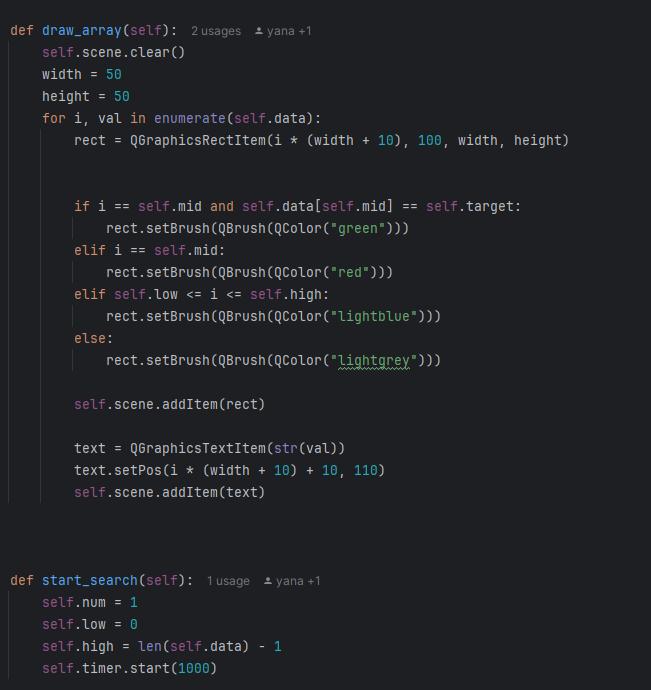 def draw_array(self): 2 usages yana +1
    self.scene.clear()
    width = 50
    height = 50
    for i, val in enumerate(self.data):
        rect = QGraphicsRectItem(i * (width + 10), 100, width, height)
        if i == self.mid and self.data[self.mid] == self.target:
            rect.setBrush(QBrush(QColor("green")))
        elif i == self.mid:
            rect.setBrush(QBrush(QColor("red")))
        elif self.low <= i <= self.high:
            rect.setBrush(QBrush(QColor("lightblue")))
        else:
            rect.setBrush(QBrush(QColor("lightgrey")))
        self.scene.addItem(rect)
        text = QGraphicsTextItem(str(val))
        text.setPos(i * (width + 10) + 10, 110)
        self.scene.addItem(text)
def start_search(self): 1 usage yana +1
    self.num = 1
    self.low = 0
    self.high = len(self.data) - 1
    self.timer.start(1000)